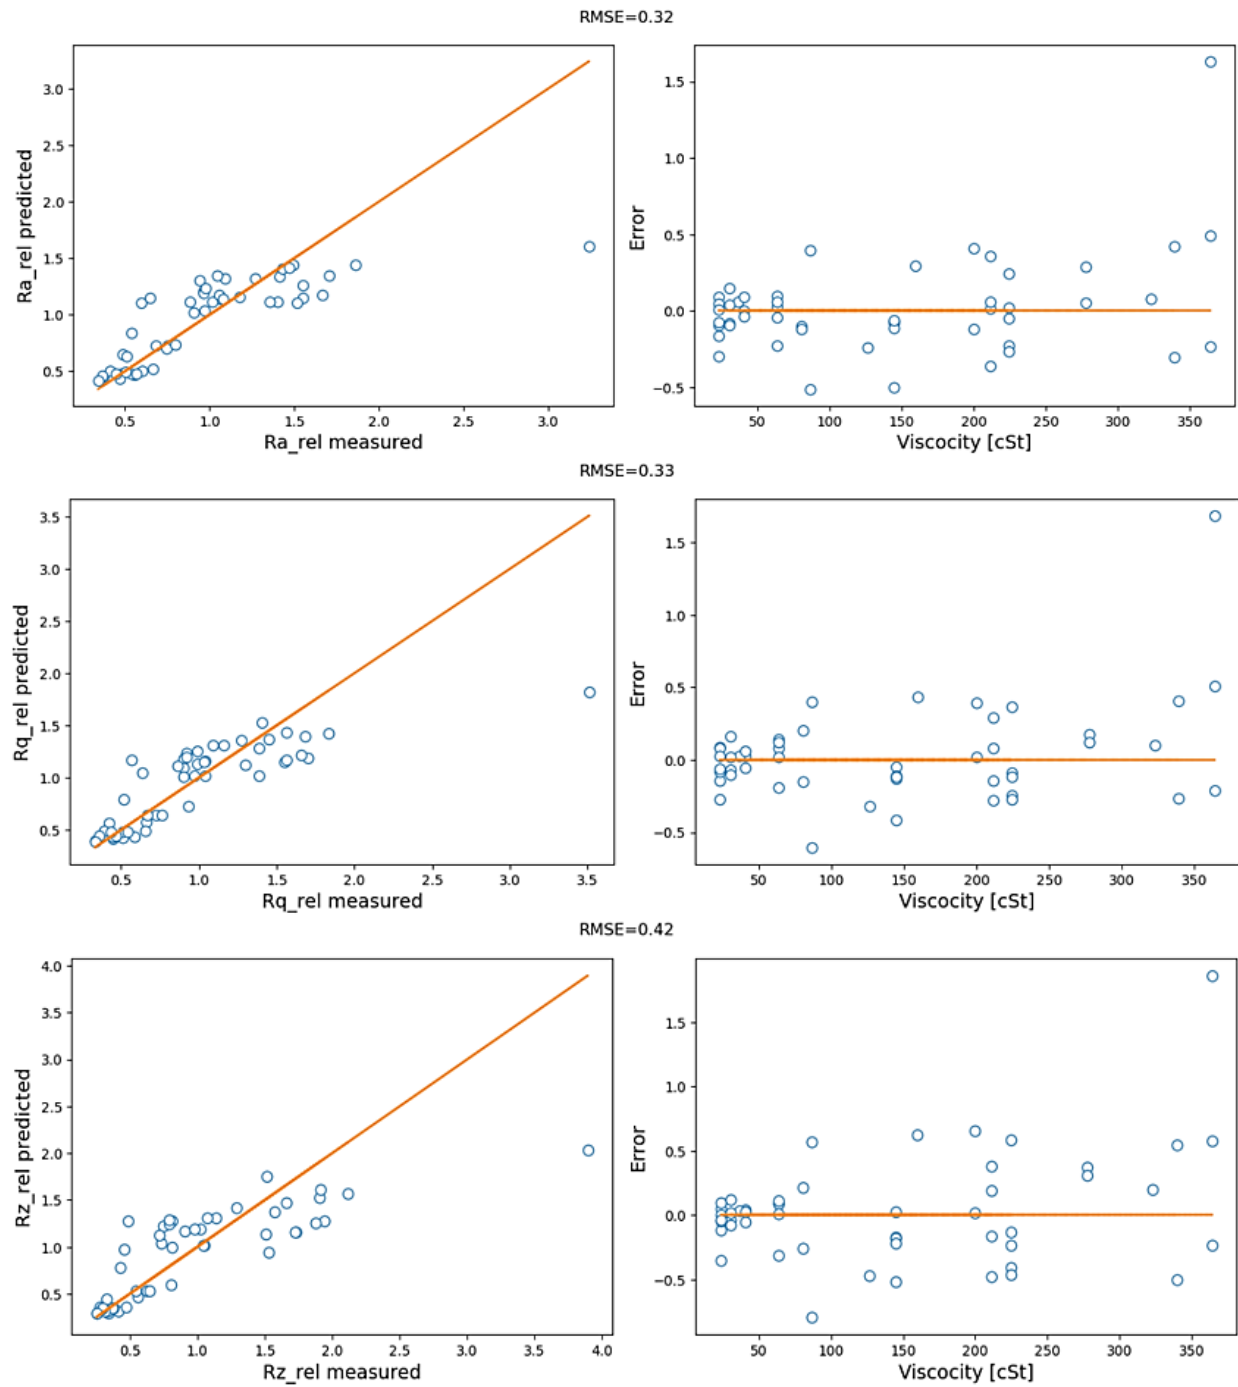 RMSE=0.32
3.0
2.5
2.0
1.5
1.0
0.5
Ra_rel predicted
0.5 1.0 1.5 2.0 2.5 3.0
Ra_rel measured
1.5
1.0
0.5
0.0
−0.5
Error
50 100 150 200 250 300 350
Viscocity [cSt]
RMSE=0.33
3.5
3.0
2.5
2.0
1.5
1.0
0.5
Rq_rel predicted
0.5 1.0 1.5 2.0 2.5 3.0 3.5
Rq_rel measured
1.5
1.0
0.5
0.0
−0.5
Error
50 100 150 200 250 300 350
Viscocity [cSt]
RMSE=0.42
4.0
3.5
3.0
2.5
2.0
1.5
1.0
0.5
Rz_rel predicted
0.5 1.0 1.5 2.0 2.5 3.0 3.5 4.0
Rz_rel measured
1.5
1.0
0.5
0.0
−0.5
Error
50 100 150 200 250 300 350
Viscocity [cSt]